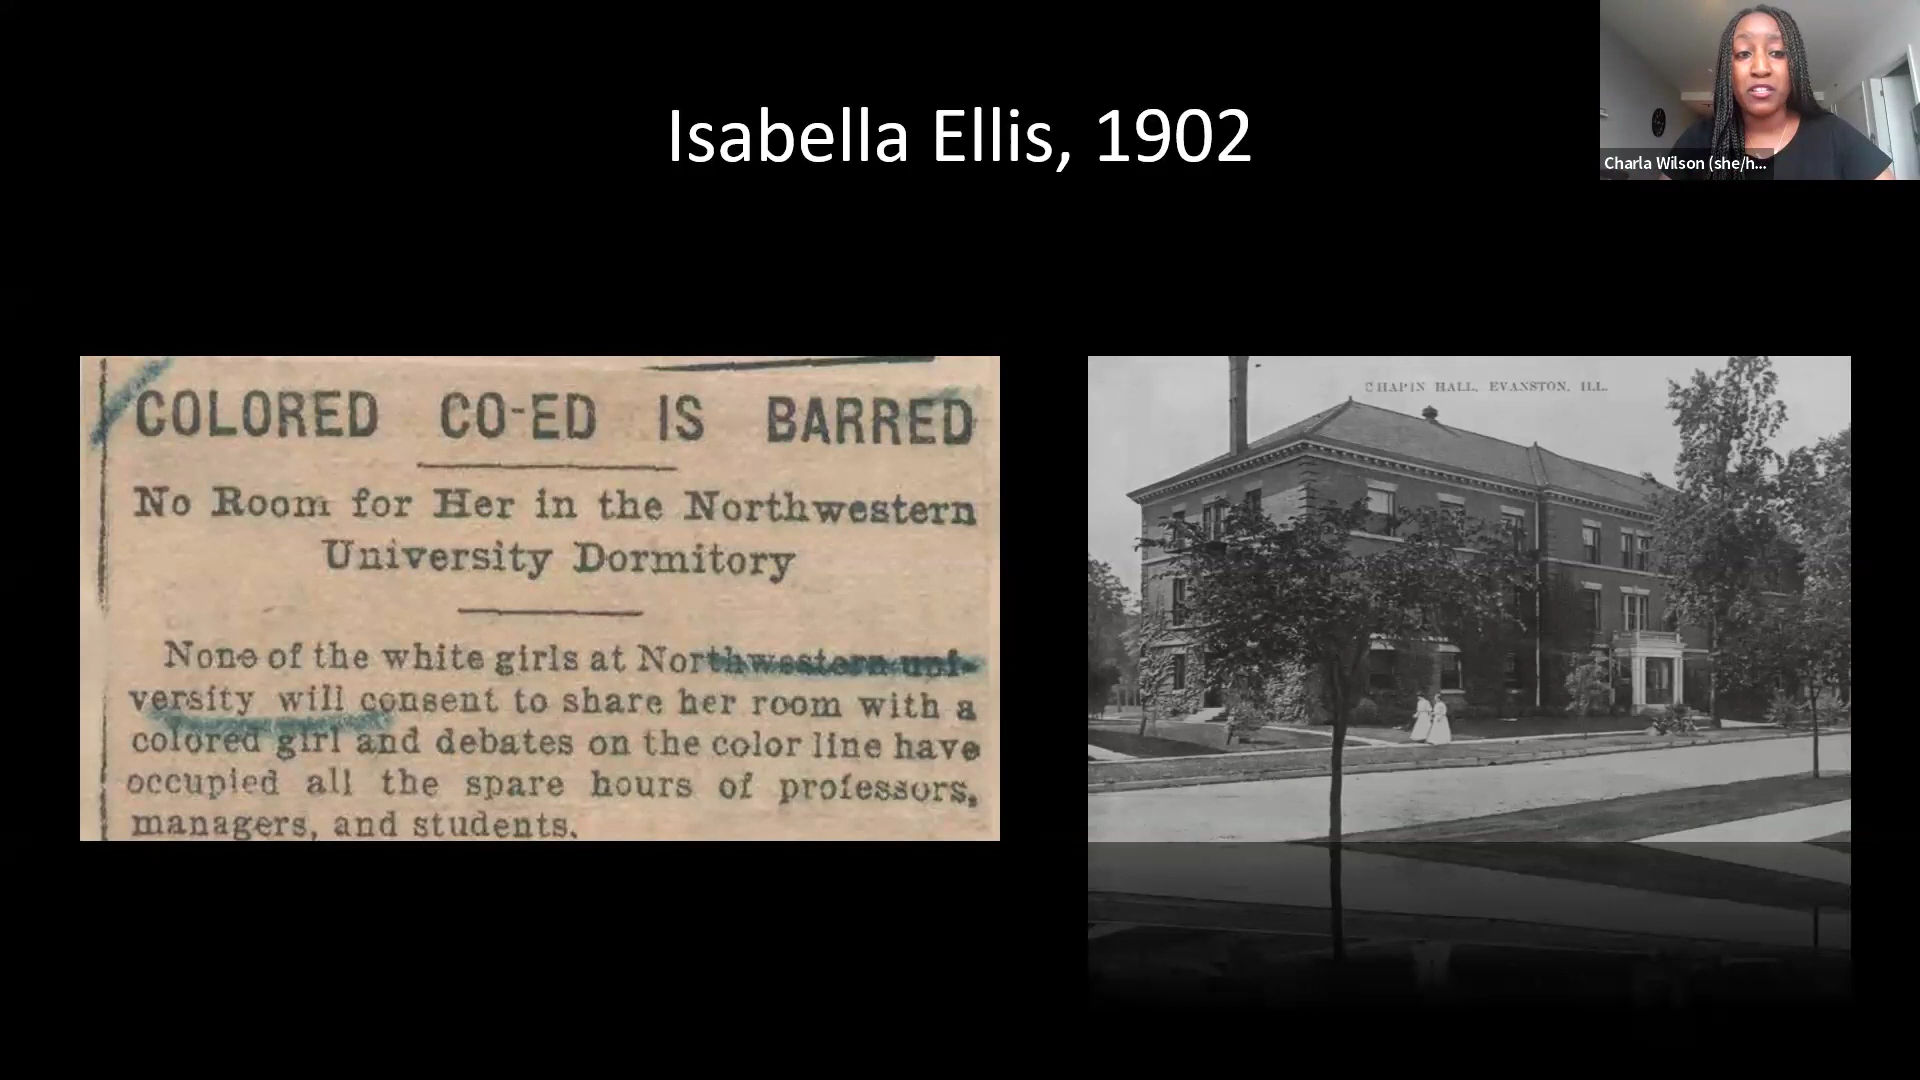 Isabella Ellis, 1902
Charla Wilson (she/h...
COLORED CO-ED IS BARRED
No Room for Her in the Northwestern
University Dormitory
None of the white girls at Northwestern uni-
versity will consent to share her room with a
colored girl and debates on the color line have
occupied all the spare hours of professors,
managers, and students.
CHAPIN HALL, EVANSTON, ILL.